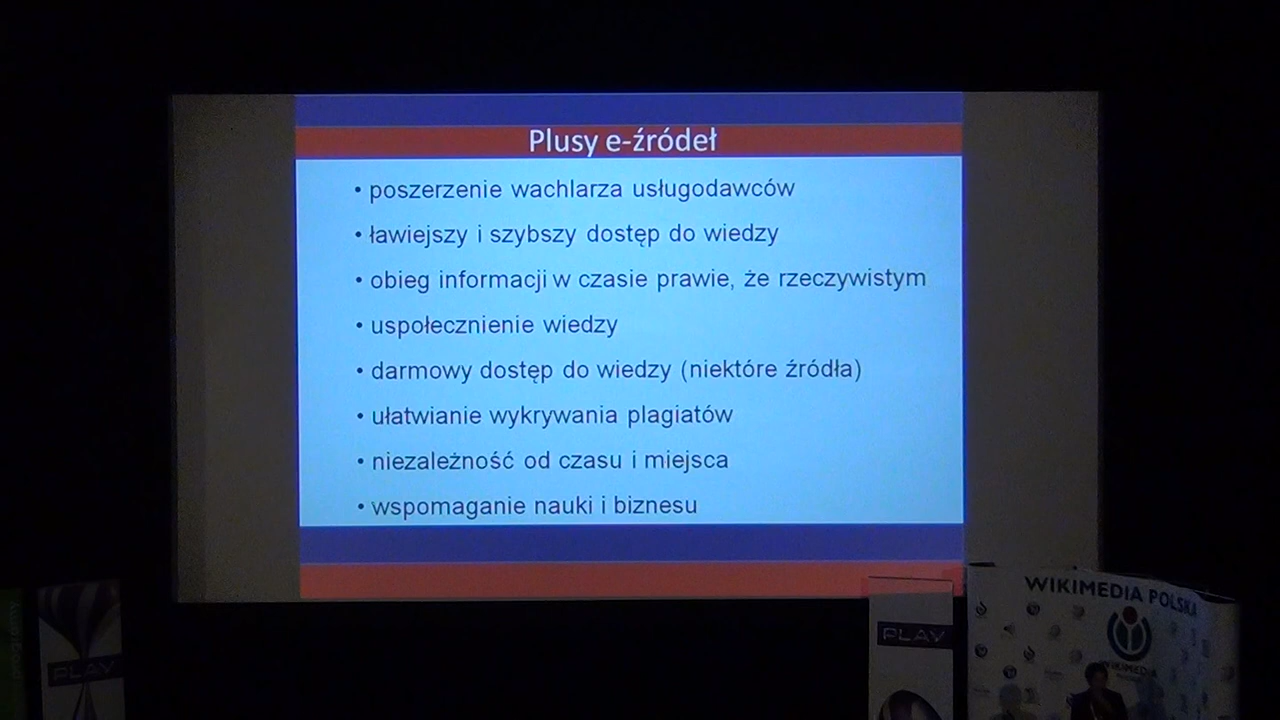 Plusy e-źródeł
• poszerzenie wachlarza usługodawców
• ławiejszy i szybszy dostęp do wiedzy
• obieg informacji w czasie prawie, że rzeczywistym
• uspołecznienie wiedzy
• darmowy dostęp do wiedzy (niektóre źródła)
• ułatwianie wykrywania plagiatów
• niezależność od czasu i miejsca
• wspomaganie nauki i biznesu
WIKIMEDIA POLSKA
PLAY
WIKIMEDIA
PLAY